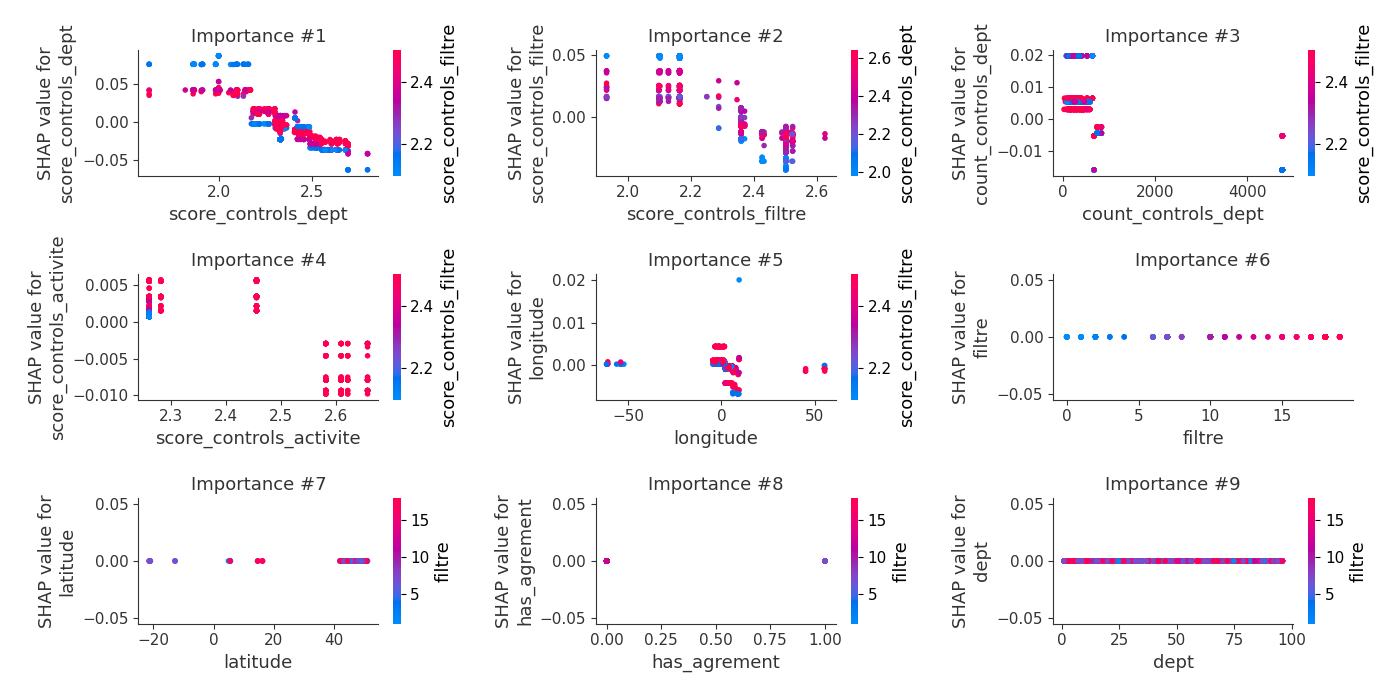 Importance #1
SHAP value for
score_controls_dept
0.05
0.00
−0.05
2.0
2.5
score_controls_dept
2.4
2.2
score_controls_filtre
Importance #2
SHAP value for
score_controls_filtre
0.05
0.00
2.0
2.2
2.4
2.6
score_controls_filtre
2.6
2.4
2.2
2.0
score_controls_dept
Importance #3
SHAP value for
count_controls_dept
0.02
0.01
0.00
−0.01
0
2000
4000
count_controls_dept
2.4
2.2
score_controls_filtre
Importance #4
SHAP value for
score_controls_activite
0.005
0.000
−0.005
−0.010
2.3
2.4
2.5
2.6
score_controls_activite
2.4
2.2
score_controls_filtre
Importance #5
SHAP value for
longitude
0.02
0.01
0.00
−50
0
50
longitude
2.4
2.2
score_controls_filtre
Importance #6
SHAP value for
filtre
0.05
0.00
−0.05
0
5
10
15
filtre
Importance #7
SHAP value for
latitude
0.05
0.00
−0.05
−20
0
20
40
latitude
15
10
5
filtre
Importance #8
SHAP value for
has_agrement
0.05
0.00
−0.05
0.00
0.25
0.50
0.75
1.00
has_agrement
15
10
5
filtre
Importance #9
SHAP value for
dept
0.05
0.00
−0.05
0
25
50
75
100
dept
15
10
5
filtre